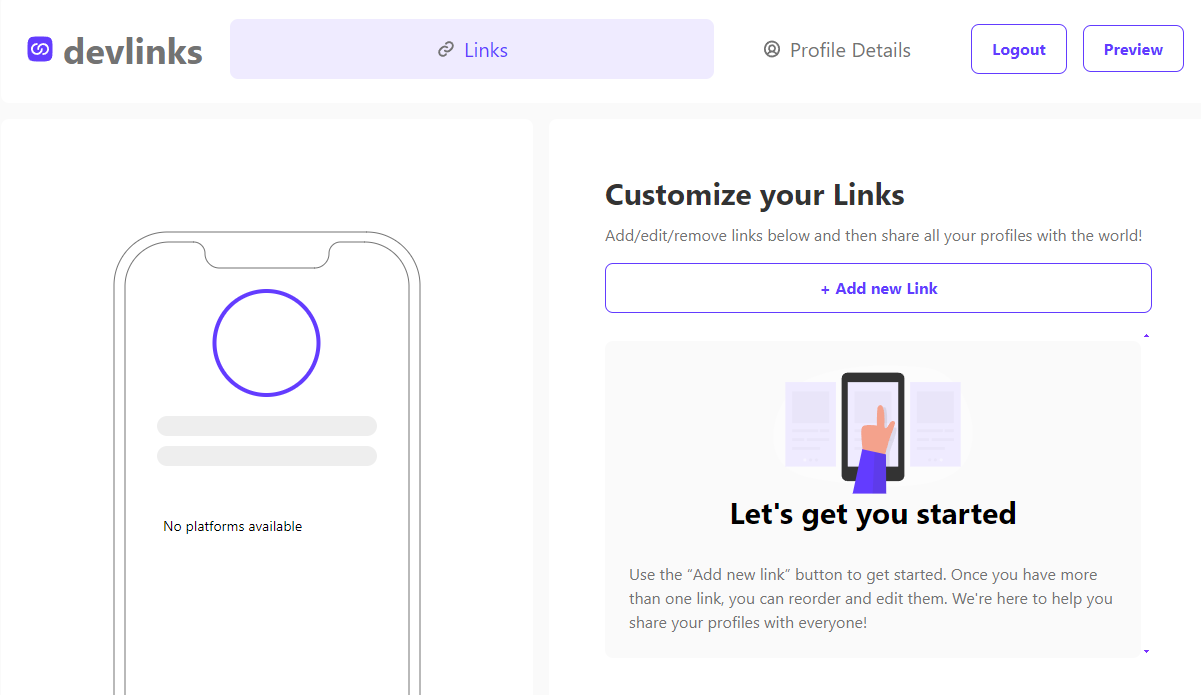 devlinks
Links
Profile Details
Logout
Preview
Customize your Links
Add/edit/remove links below and then share all your profiles with the world!
+ Add new Link
No platforms available
Let's get you started
Use the “Add new link” button to get started. Once you have more
than one link, you can reorder and edit them. We're here to help you
share your profiles with everyone!